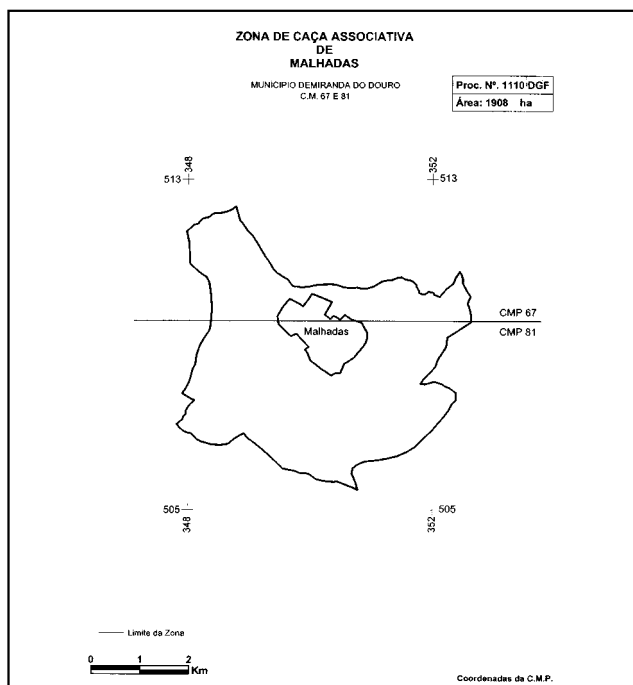 ZONA DE CAÇA ASSOCIATIVA
DE
MALHADAS
MUNICIPIO DEMIRANDA DO DOURO
C.M. 67 E 81
Proc. Nº. 1110 DGF
Área: 1908 ha
348
352
513
513
CMP 67
Malhadas
CMP 81
505
505
348
352
Limite da Zona
0 1 2
Km
Coordenadas da C.M.P.